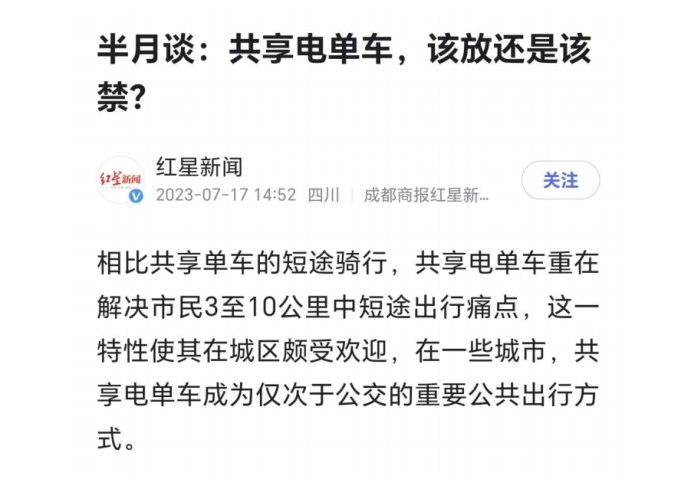 半月谈：共享电单车，该放还是该
禁？
红星新闻
红星新闻
2023-07-17 14:52 四川 成都商报红星新...
关注
相比共享单车的短途骑行，共享电单车重在
解决市民3至10公里中短途出行痛点，这一
特性使其在城区颇受欢迎，在一些城市，共
享电单车成为仅次于公交的重要公共出行方
式。